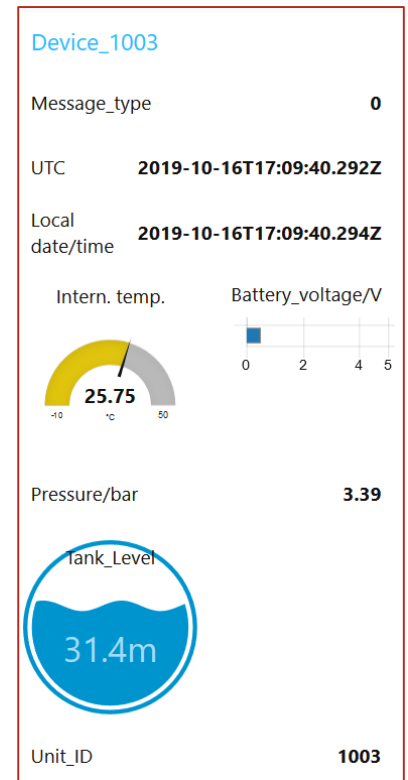 Device_1003
Message_type 0
UTC 2019-10-16T17:09:40.292Z
Local
date/time 2019-10-16T17:09:40.294Z
Intern. temp. Battery_voltage/V
25.75
-10 °C 50
0 2 4 5
Pressure/bar 3.39
Tank_Level
31.4m
Unit_ID 1003